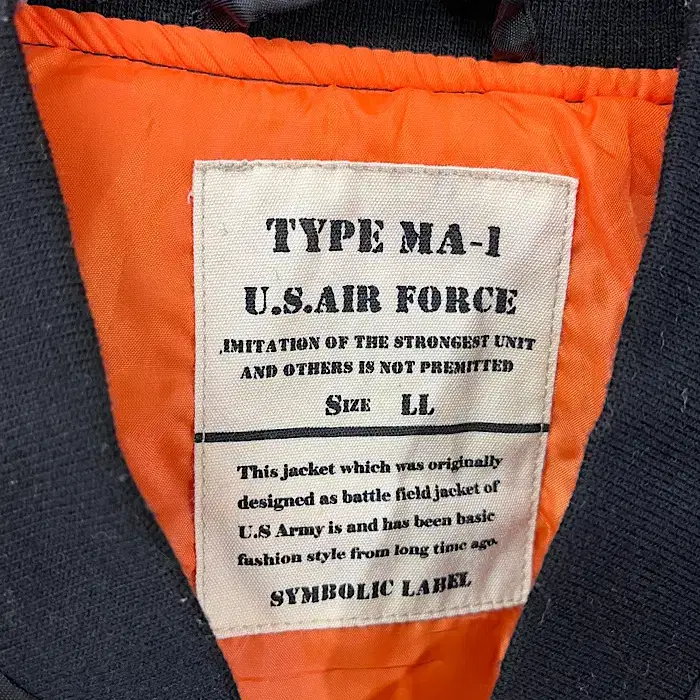 TYPE MA-1
U.S.AIR FORCE
.IMITATION OF THE STRONGEST UNIT
AND OTHERS IS NOT PREMITTED
SIZE LL
This jacket which was originally
designed as battle field jacket of
U.S Army is and has been basic
fashion style from long time ago.
SYMBOLIC LABEL